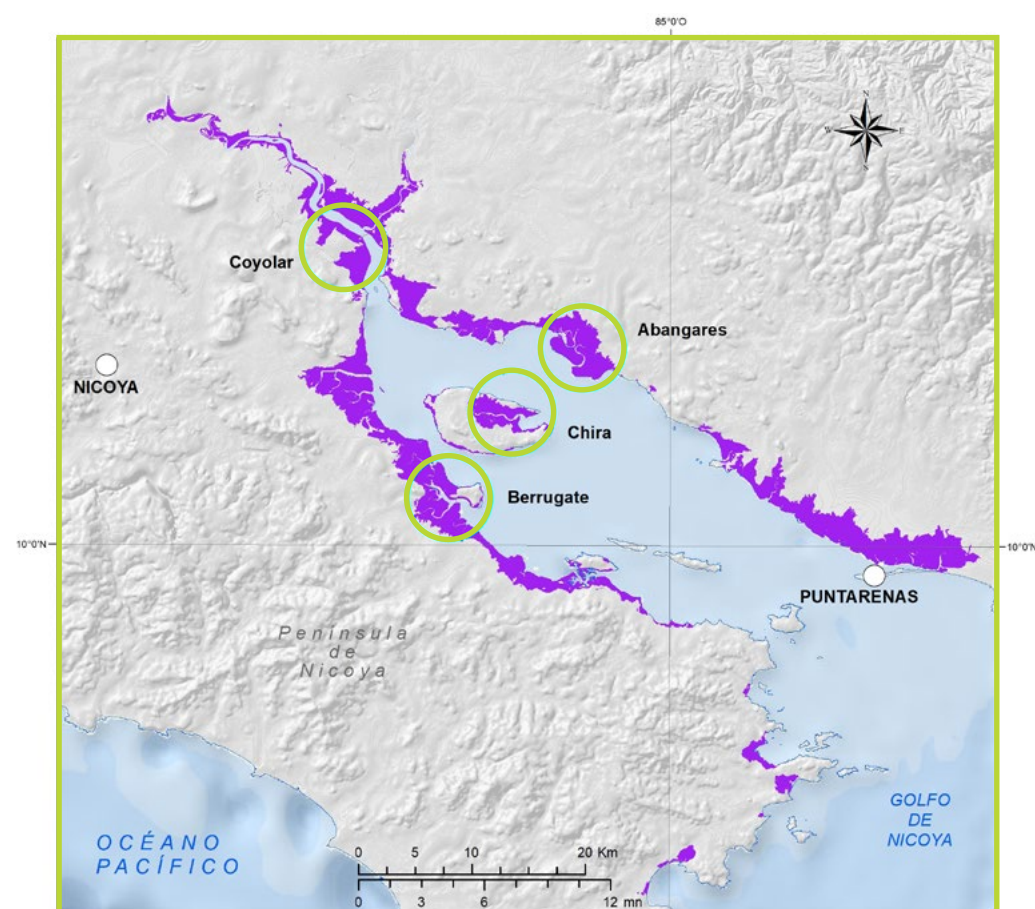 85°0'O
N
W
E
Coyolar
Abangares
NICOYA
Chira
Berrugate
10°0'N
10°0'N
PUNTARENAS
Península
de
Nicoya
OCÉANO
PACÍFICO
GOLFO
DE
NICOYA
0 5 10 20 Km
0 3 6 12 mn